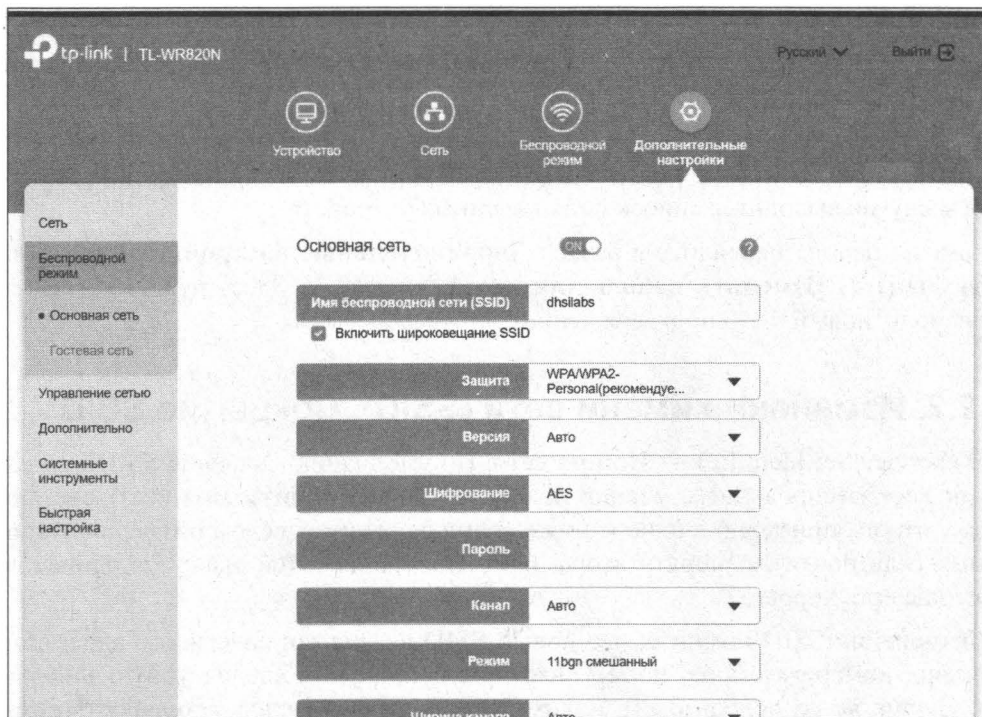 tp-link | TL-WR820N
Русский
Выйти
Устройство
Сеть
Беспроводной
режим
Дополнительные
настройки
Сеть
Беспроводной
режим
Основная сеть
Гостевая сеть
Управление сетью
Дополнительно
Системные
инструменты
Быстрая
настройка
Основная сеть
ON
?
Имя беспроводной сети (SSID)
dhsilabs
Включить широковещание SSID
Защита
WPA/WPA2-
Personal(рекомендуе...
Версия
Авто
Шифрование
AES
Пароль
Канал
Авто
Режим
11bgn смешанный
Ширина канала
Авто